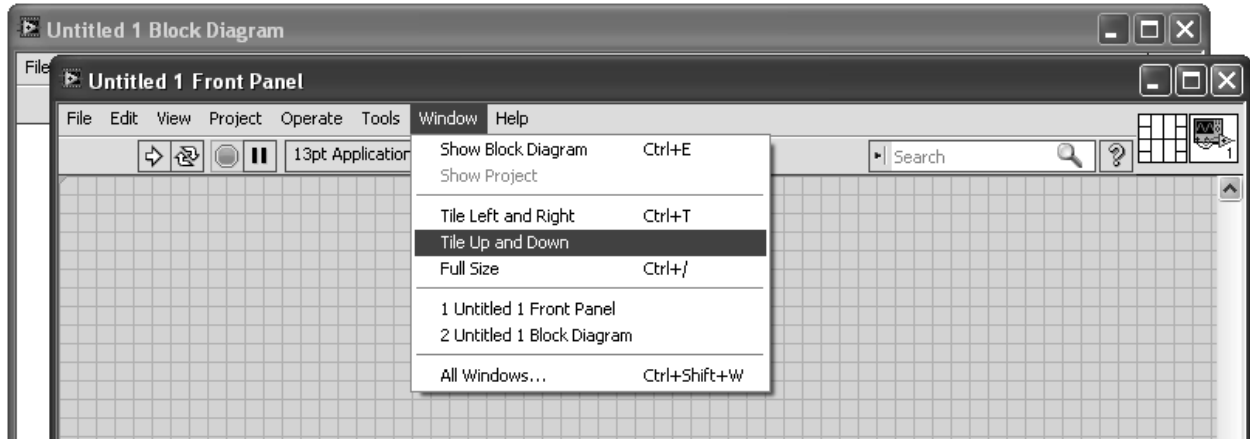 Untitled 1 Block Diagram
File
Untitled 1 Front Panel
File Edit View Project Operate Tools Window Help
13pt Application
Search
?
1
Show Block Diagram Ctrl+E
Show Project
Tile Left and Right Ctrl+T
Tile Up and Down
Full Size Ctrl+/
1 Untitled 1 Front Panel
2 Untitled 1 Block Diagram
All Windows... Ctrl+Shift+W